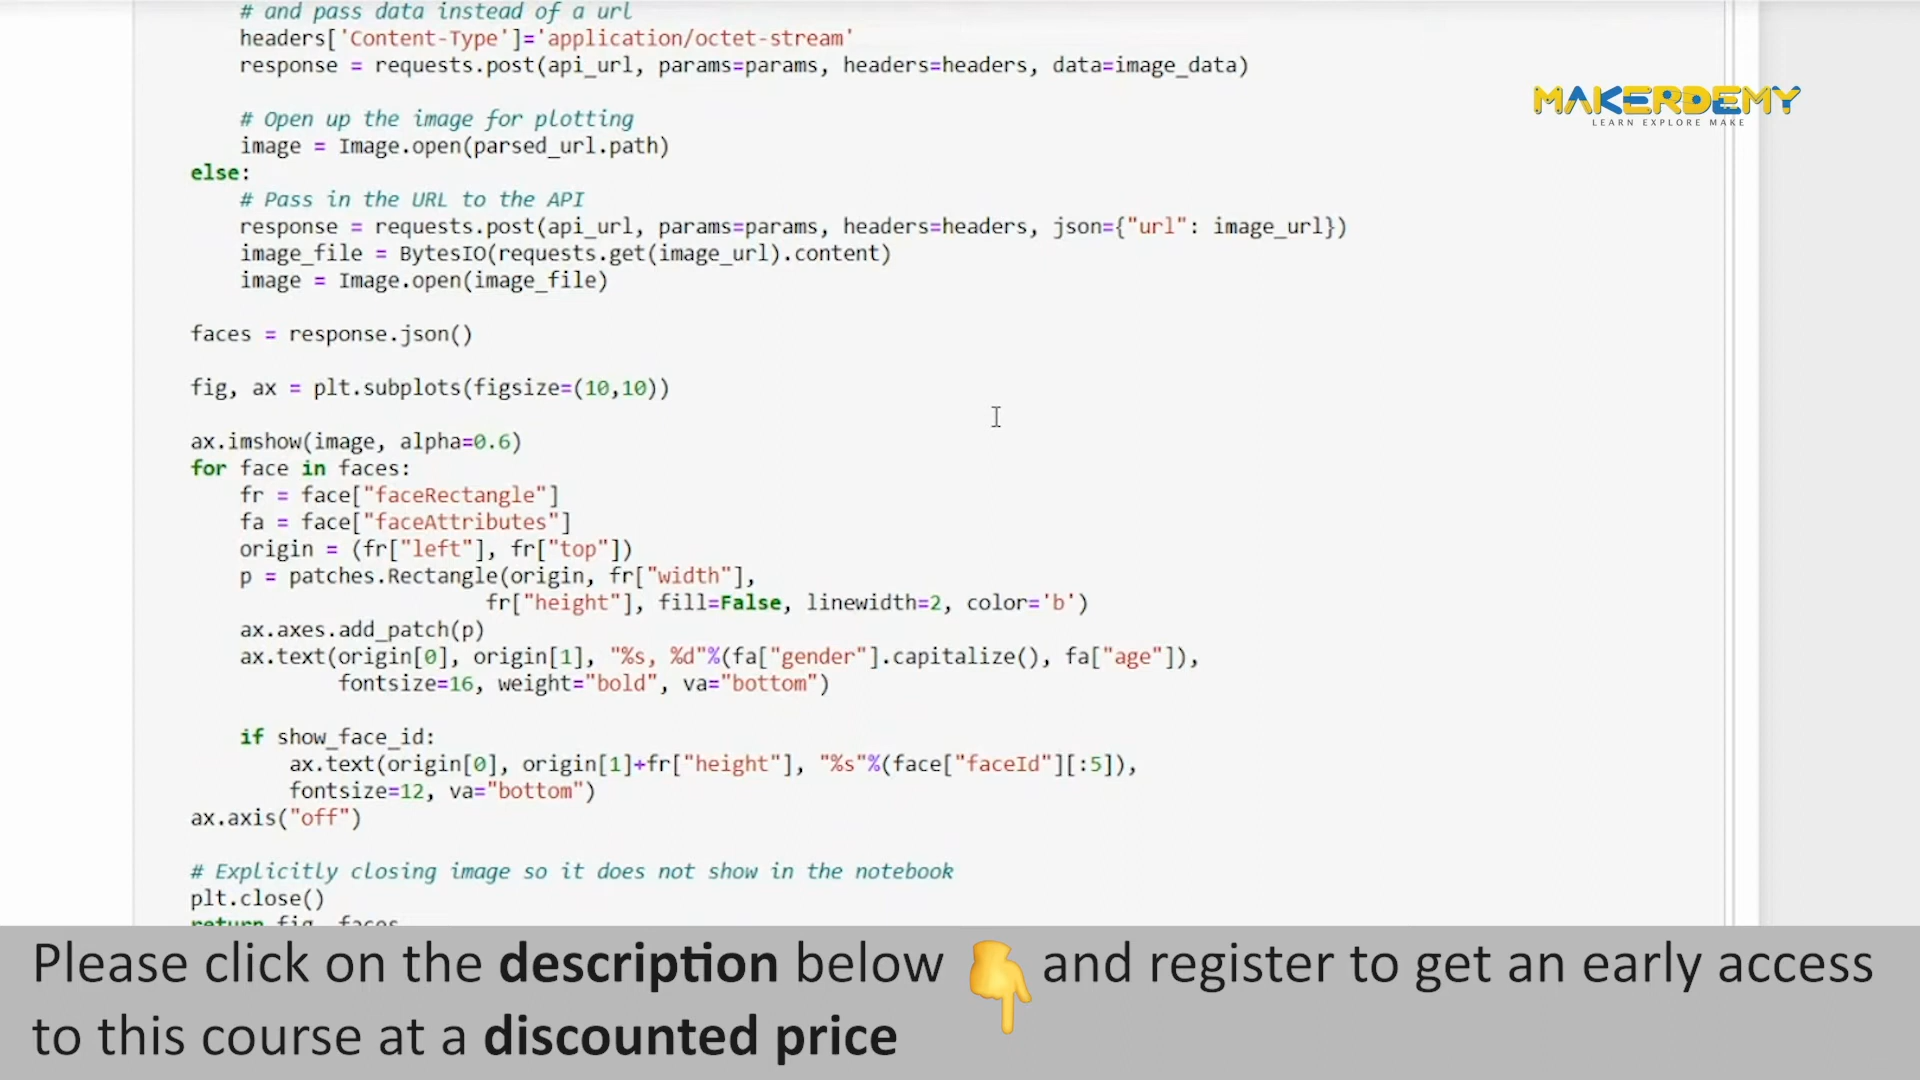 # and pass data instead of a url
headers['Content-Type']='application/octet-stream'
response = requests.post(api_url, params=params, headers=headers, data=image_data)
MAKERDEMY
LEARN EXPLORE MAKE
# Open up the image for plotting
image = Image.open(parsed_url.path)
else:
# Pass in the URL to the API
response = requests.post(api_url, params=params, headers=headers, json={"url": image_url})
image_file = BytesIO(requests.get(image_url).content)
image = Image.open(image_file)
faces = response.json()
fig, ax = plt.subplots(figsize=(10,10))
ax.imshow(image, alpha=0.6)
for face in faces:
fr = face["faceRectangle"]
fa = face["faceAttributes"]
origin = (fr["left"], fr["top"])
p = patches.Rectangle(origin, fr["width"],
fr["height"], fill=False, linewidth=2, color='b')
ax.axes.add_patch(p)
ax.text(origin[0], origin[1], "%s, %d"%(fa["gender"].capitalize(), fa["age"]),
fontsize=16, weight="bold", va="bottom")
if show_face_id:
ax.text(origin[0], origin[1]+fr["height"], "%s"%(face["faceId"][:5]),
fontsize=12, va="bottom")
ax.axis("off")
# Explicitly closing image so it does not show in the notebook
plt.close()
return fig, faces
Please click on the description below 👇 and register to get an early access
to this course at a discounted price